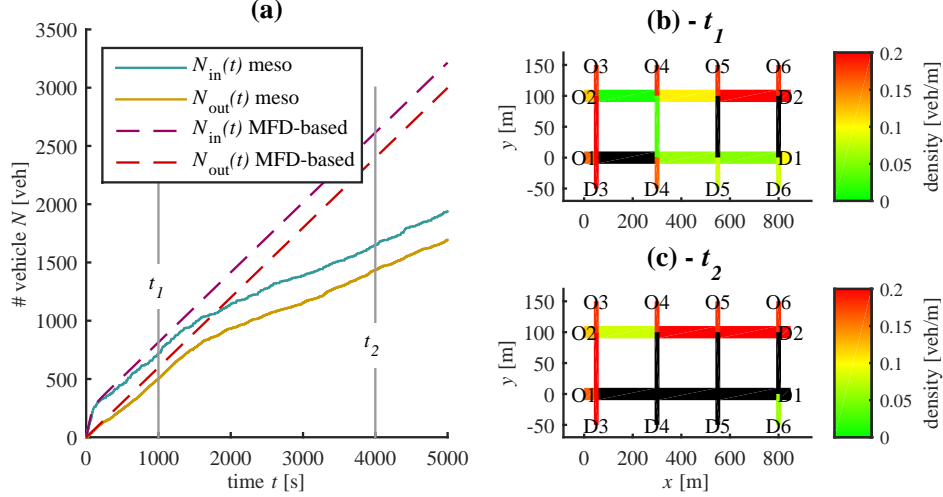 (a)
3500
3000
2500
2000
1500
1000
500
0
# vehicle N [veh]
N_in(t) meso
N_out(t) meso
N_in(t) MFD-based
N_out(t) MFD-based
t_1
t_2
0 1000 2000 3000 4000 5000
time t [s]
(b) - t_1
150
100
50
0
-50
y [m]
O3 O4 O5 O6
O2 D2
O1 D1
D3 D4 D5 D6
0 200 400 600 800
0.2
0.15
0.1
0.05
0
density [veh/m]
(c) - t_2
150
100
50
0
-50
y [m]
O3 O4 O5 O6
O2 D2
O1 D1
D3 D4 D5 D6
0 200 400 600 800
x [m]
0.2
0.15
0.1
0.05
0
density [veh/m]